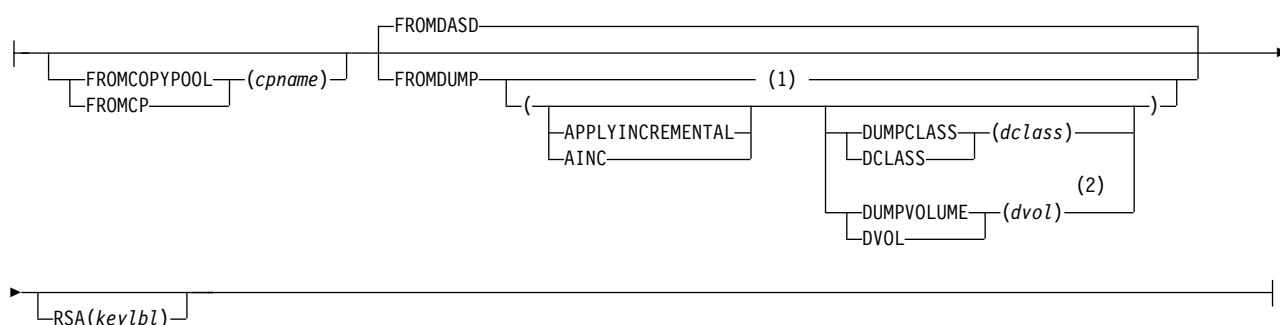 FROMDASD
FROMCOPYPOOL (cpname) FROMDUMP (1)
FROMCP ( )
APPLYINCREMENTAL DUMPCLASS (dclass)
AINC DCLASS
(2)
DUMPVOLUME (dvol)
DVOL
RSA(keylbl)